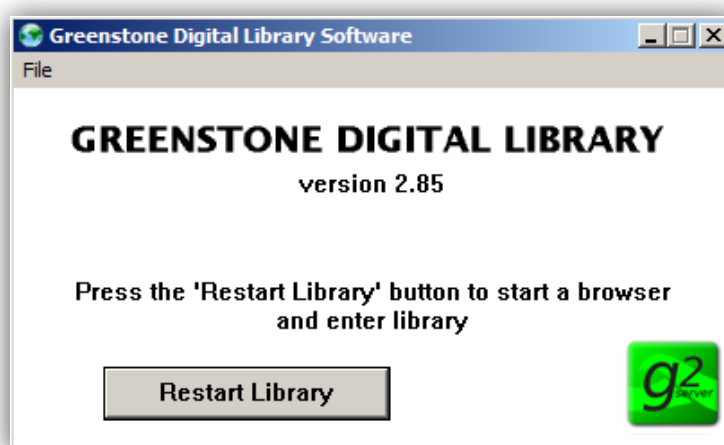 Greenstone Digital Library Software
File
GREENSTONE DIGITAL LIBRARY
version 2.85
Press the 'Restart Library' button to start a browser
and enter library
Restart Library
g2
server